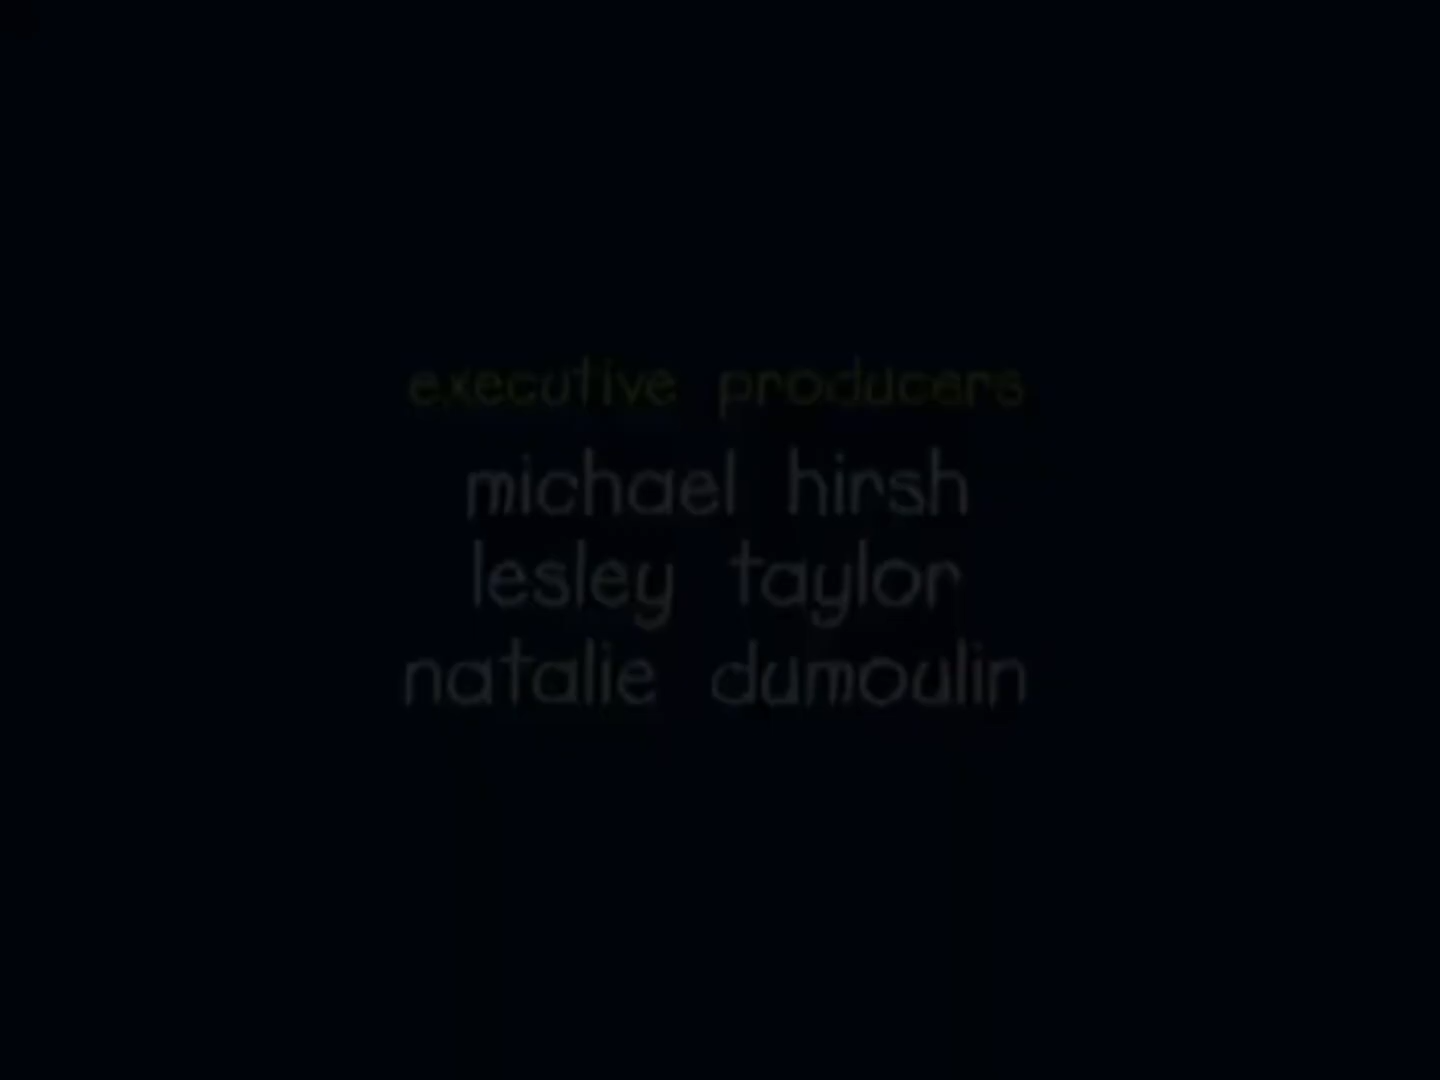 executive producers
michael hirsh
lesley taylor
natalie dumoulin